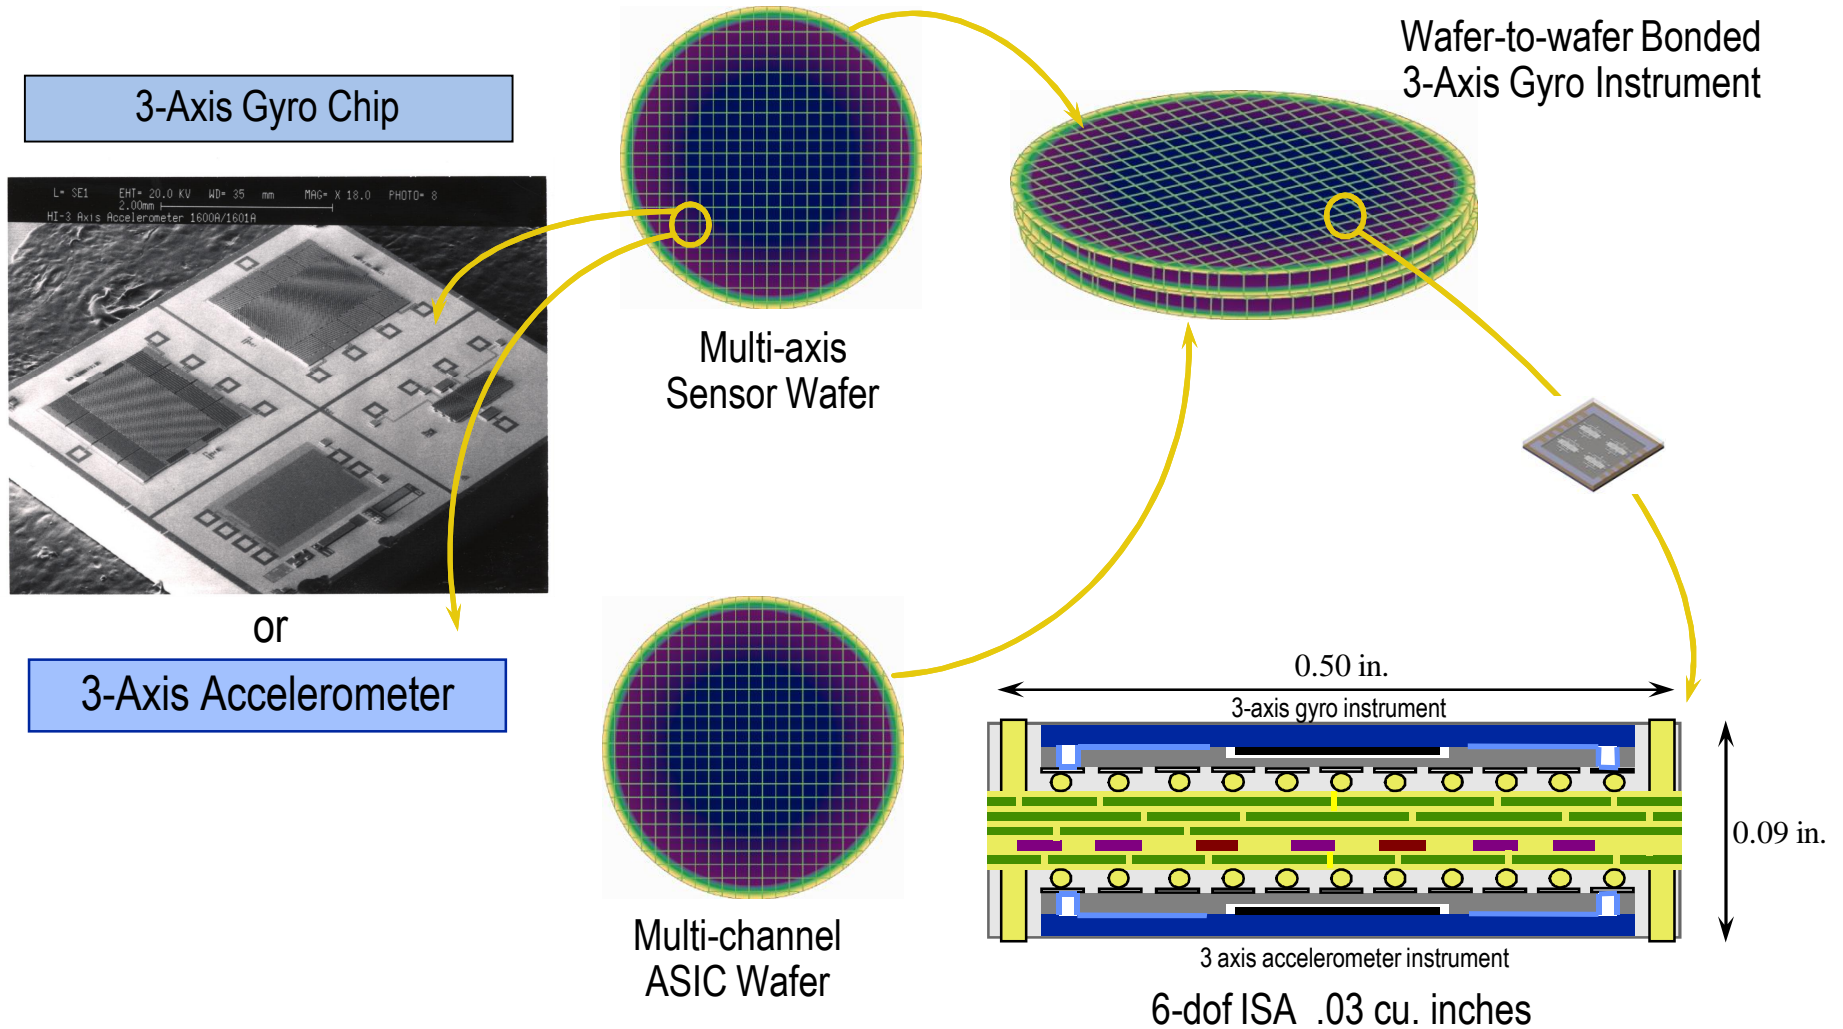 Wafer-to-wafer Bonded
3-Axis Gyro Instrument
3-Axis Gyro Chip
L= SE1 EHT= 20.0 KV WD= 35 mm MAG= X 18.0 PHOTO= 8
2.00mm
HI-3 Axis Accelerometer 1600A/1601A
Multi-axis
Sensor Wafer
or
3-Axis Accelerometer
0.50 in.
3-axis gyro instrument
0.09 in.
Multi-channel
ASIC Wafer
3 axis accelerometer instrument
6-dof ISA .03 cu. inches